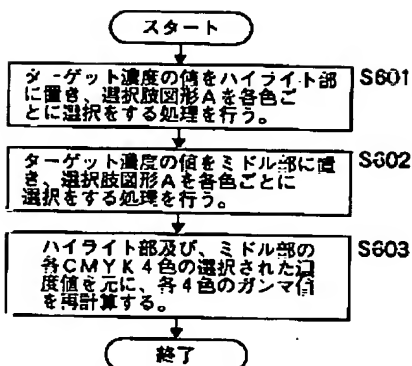 スタート
ターゲット濃度の値をハイライト部
に置き、選択肢図形Aを各色ご
とに選択をする処理を行う。
S601
ターゲット濃度の値をミドル部に置
き、選択肢図形Aを各色ごとに
選択をする処理を行う。
S602
ハイライト部及び、ミドル部の
各CMYK4色の選択された濃
度値を元に、各4色のガンマ値
を再計算する。
S603
終了